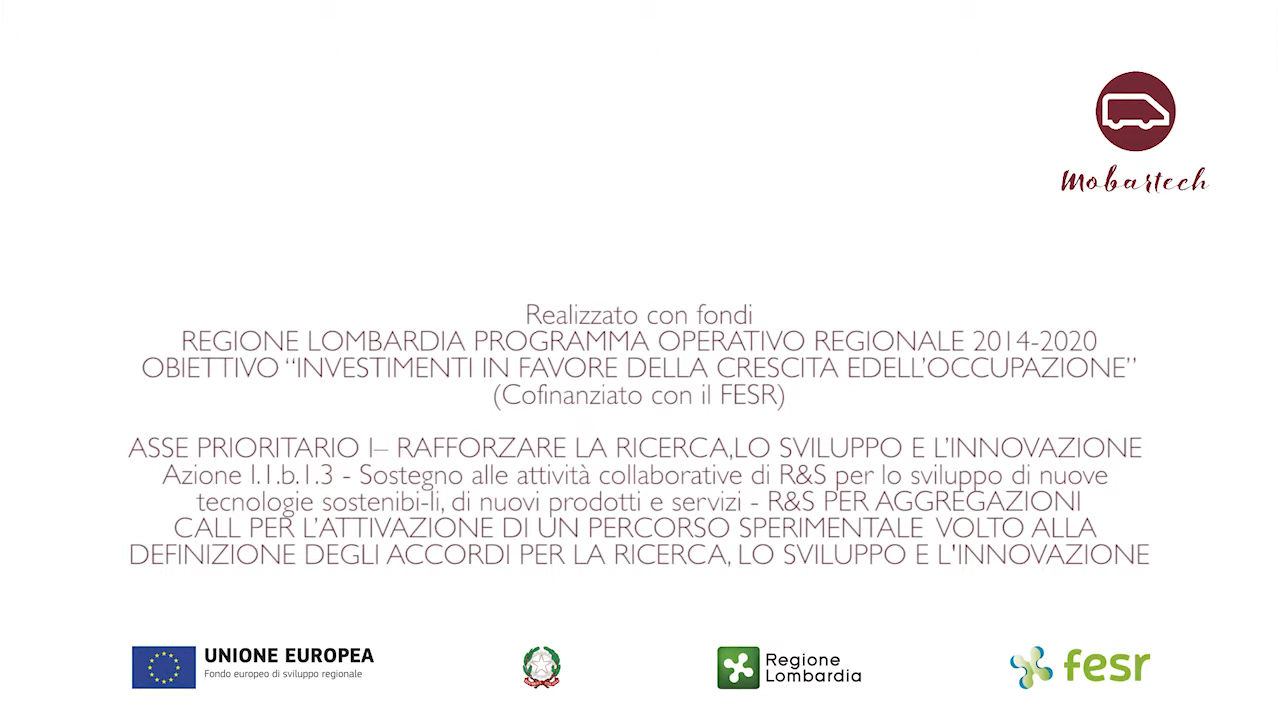 Mobartech
Realizzato con fondi
REGIONE LOMBARDIA PROGRAMMA OPERATIVO REGIONALE 2014-2020
OBIETTIVO “INVESTIMENTI IN FAVORE DELLA CRESCITA EDELL’OCCUPAZIONE”
(Cofinanziato con il FESR)
ASSE PRIORITARIO I– RAFFORZARE LA RICERCA,LO SVILUPPO E L’INNOVAZIONE
Azione I.1.b.1.3 - Sostegno alle attività collaborative di R&S per lo sviluppo di nuove
tecnologie sostenibi-li, di nuovi prodotti e servizi - R&S PER AGGREGAZIONI
CALL PER L’ATTIVAZIONE DI UN PERCORSO SPERIMENTALE VOLTO ALLA
DEFINIZIONE DEGLI ACCORDI PER LA RICERCA, LO SVILUPPO E L'INNOVAZIONE
UNIONE EUROPEA
Fondo europeo di sviluppo regionale
Regione
Lombardia
fesr